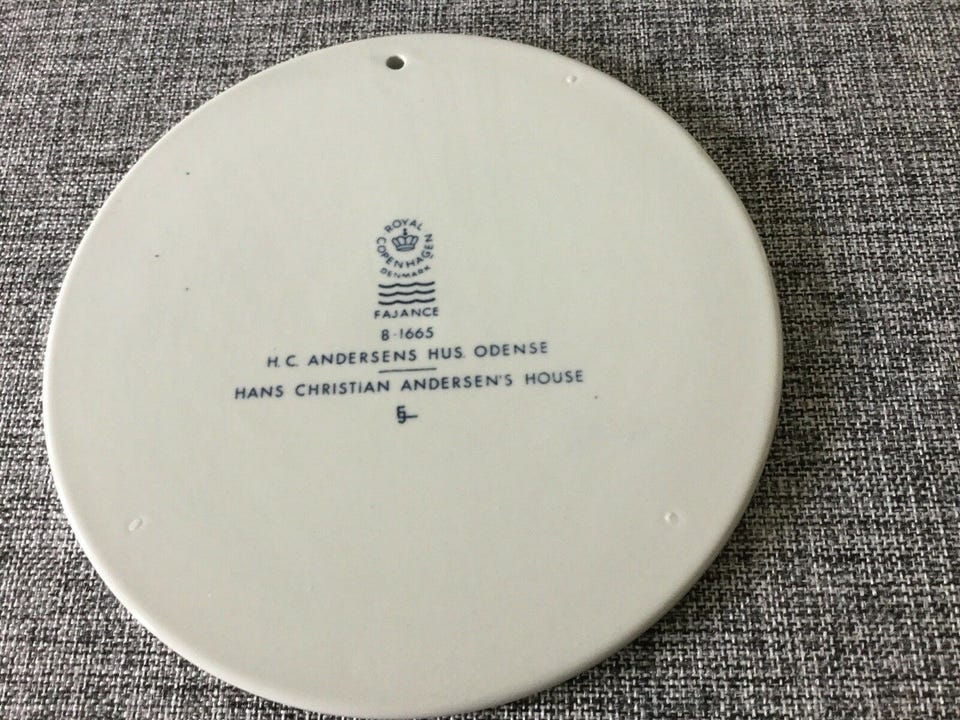 ROYAL
COPENHAGEN
DENMARK
FAJANCE
8-1665
H.C. ANDERSENS HUS. ODENSE
HANS CHRISTIAN ANDERSEN'S HOUSE